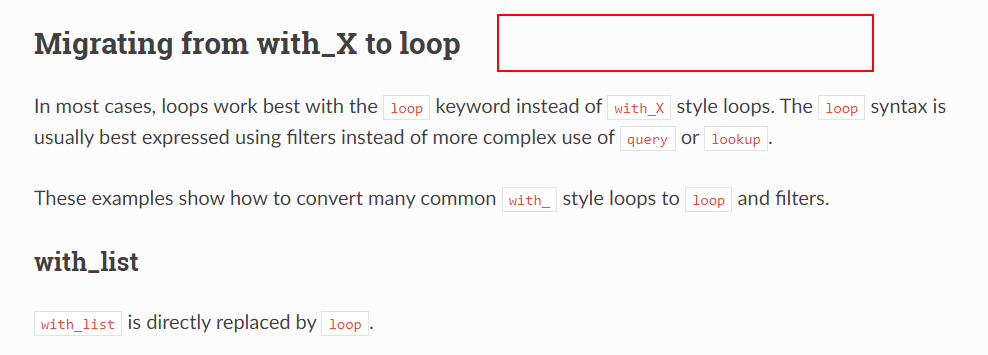 Migrating from with_X to loop
In most cases, loops work best with the loop keyword instead of with_X style loops. The loop syntax is
usually best expressed using filters instead of more complex use of query or lookup.
These examples show how to convert many common with_ style loops to loop and filters.
with_list
with_list is directly replaced by loop.